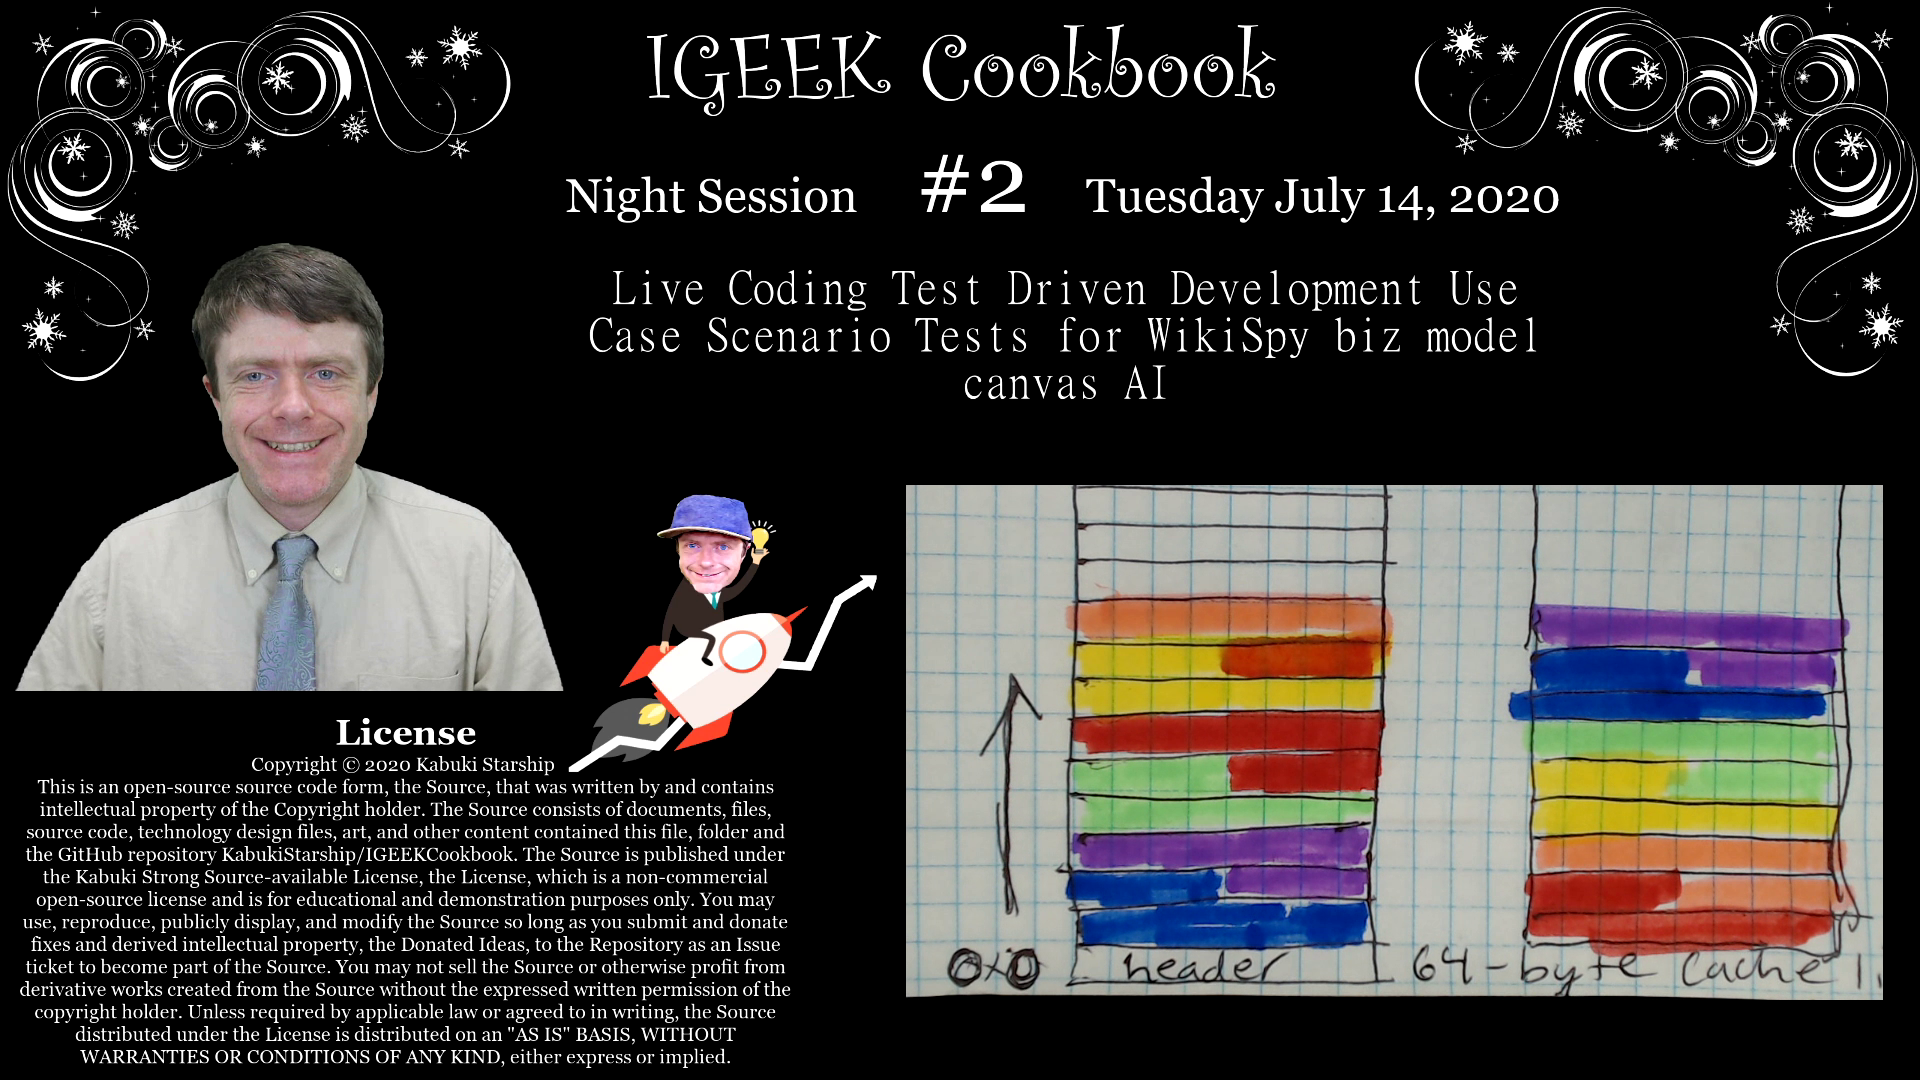 IGEEK Cookbook
Night Session #2 Tuesday July 14, 2020
Live Coding Test Driven Development Use
Case Scenario Tests for WikiSpy biz model
canvas AI
License
Copyright © 2020 Kabuki Starship
This is an open-source source code form, the Source, that was written by and contains
intellectual property of the Copyright holder. The Source consists of documents, files,
source code, technology design files, art, and other content contained this file, folder and
the GitHub repository KabukiStarship/IGEEKCookbook. The Source is published under
the Kabuki Strong Source-available License, the License, which is a non-commercial
open-source license and is for educational and demonstration purposes only. You may
use, reproduce, publicly display, and modify the Source so long as you submit and donate
fixes and derived intellectual property, the Donated Ideas, to the Repository as an Issue
ticket to become part of the Source. You may not sell the Source or otherwise profit from
derivative works created from the Source without the expressed written permission of the
copyright holder. Unless required by applicable law or agreed to in writing, the Source
distributed under the License is distributed on an "AS IS" BASIS, WITHOUT
WARRANTIES OR CONDITIONS OF ANY KIND, either express or implied.
0x0 header 64-byte cache